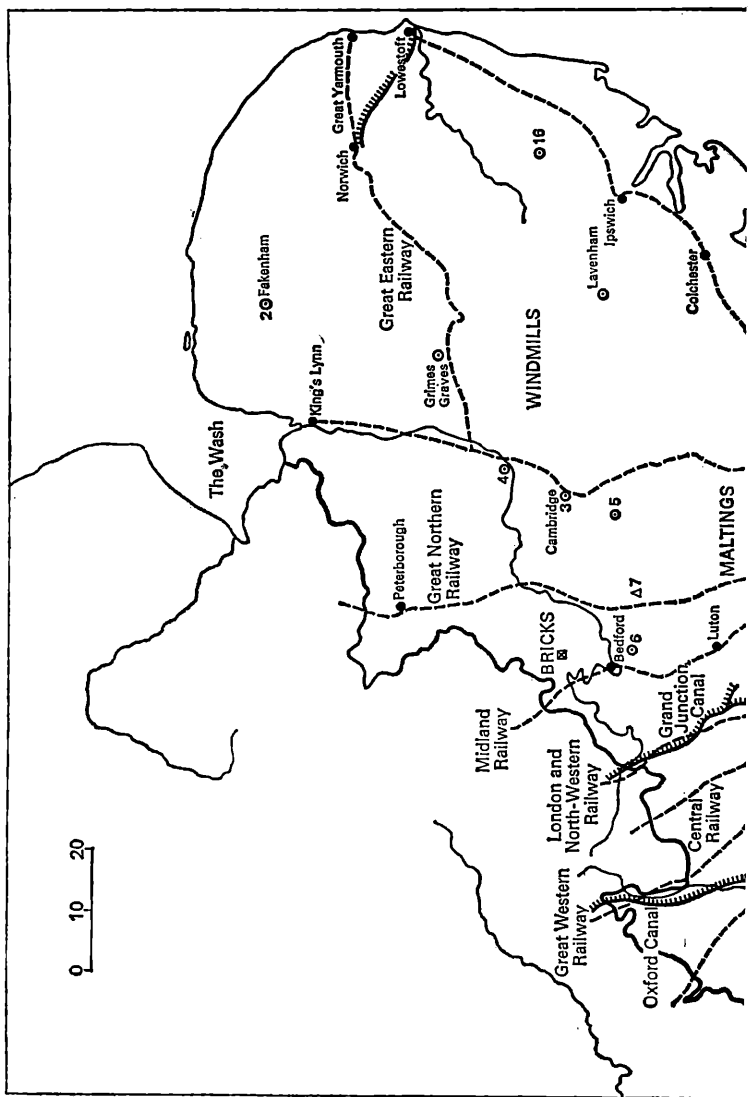 0 10 20
The Wash
2
Fakenham
King's Lynn
Great Yarmouth
Norwich
Lowestoft
Great Eastern
Railway
Grimes
Graves
Peterborough
Great Northern
Railway
4
Cambridge
3
5
WINDMILLS
16
Lavenham
Ipswich
Colchester
Midland
Railway
BRICKS
Bedford
6
7
MALTINGS
Luton
London and
North-Western
Railway
Grand
Junction
Canal
Great Western
Railway
Oxford Canal
Central
Railway